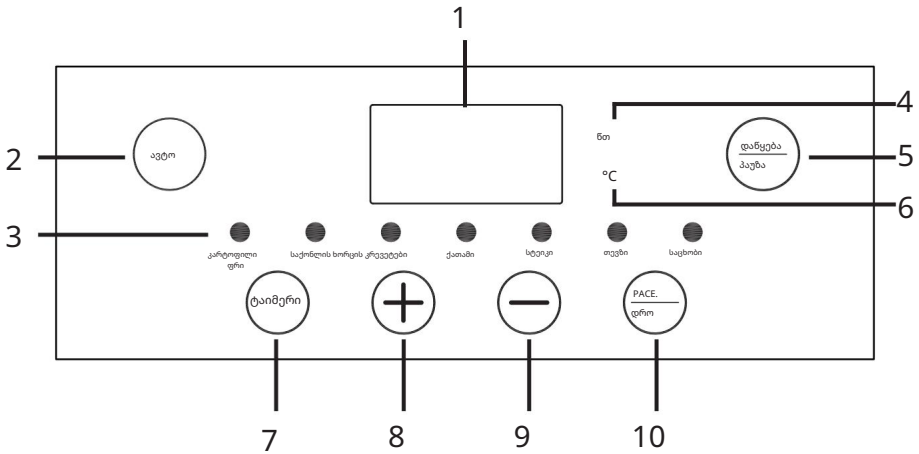 1
4
ნთ
2
ავტო
დაწყება
პაუზა
5
°C
6
3
კარტოფილი
ფრი
საქონლის ხორცის
კრევეტები
ქათამი
სტეიკი
თევზი
საცხობი
ტაიმერი
PACE.
დრო
7
8
9
10